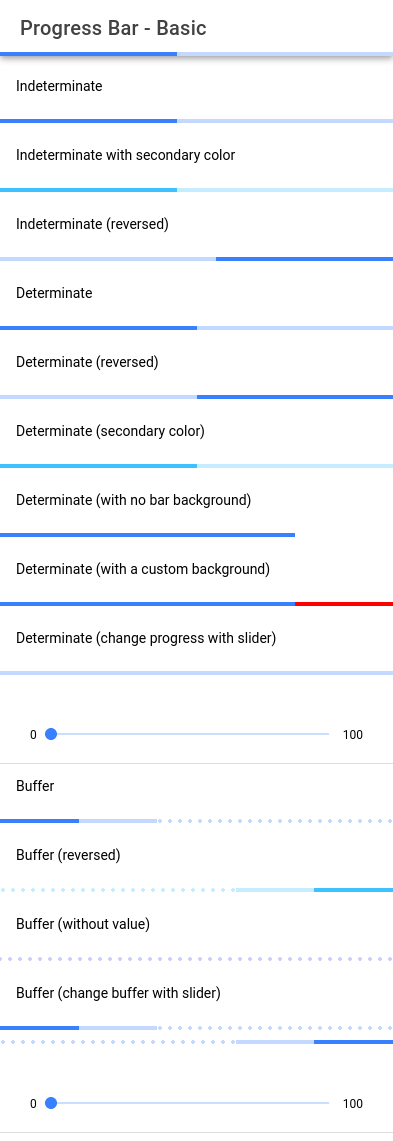 Progress Bar - Basic
Indeterminate
Indeterminate with secondary color
Indeterminate (reversed)
Determinate
Determinate (reversed)
Determinate (secondary color)
Determinate (with no bar background)
Determinate (with a custom background)
Determinate (change progress with slider)
0 100
Buffer
Buffer (reversed)
Buffer (without value)
Buffer (change buffer with slider)
0 100